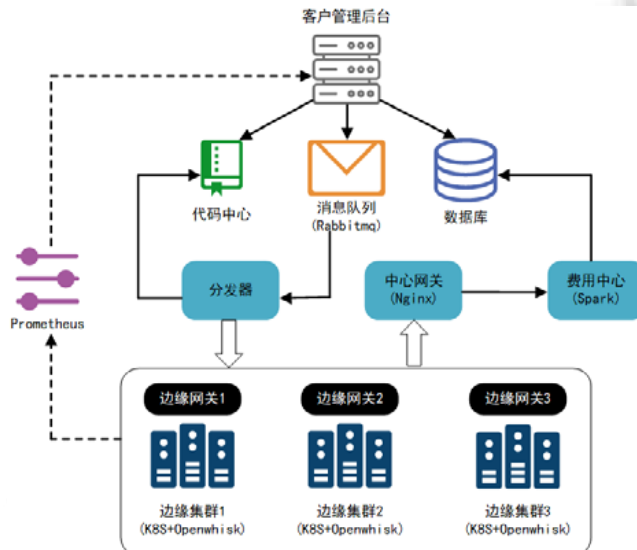 客户管理后台
代码中心
消息队列
(Rabbitmq)
数据库
分发器
中心网关
(Nginx)
费用中心
(Spark)
Prometheus
边缘网关1
边缘网关2
边缘网关3
边缘集群1
(K8S+Openwhisk)
边缘集群2
(K8S+Openwhisk)
边缘集群3
(K8S+Openwhisk)